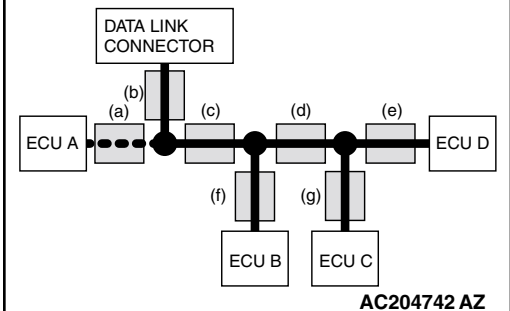 DATA LINK
CONNECTOR
(b)
(a)
(c)
(d)
(e)
ECU A
ECU D
(f)
(g)
ECU B
ECU C
AC204742 AZ